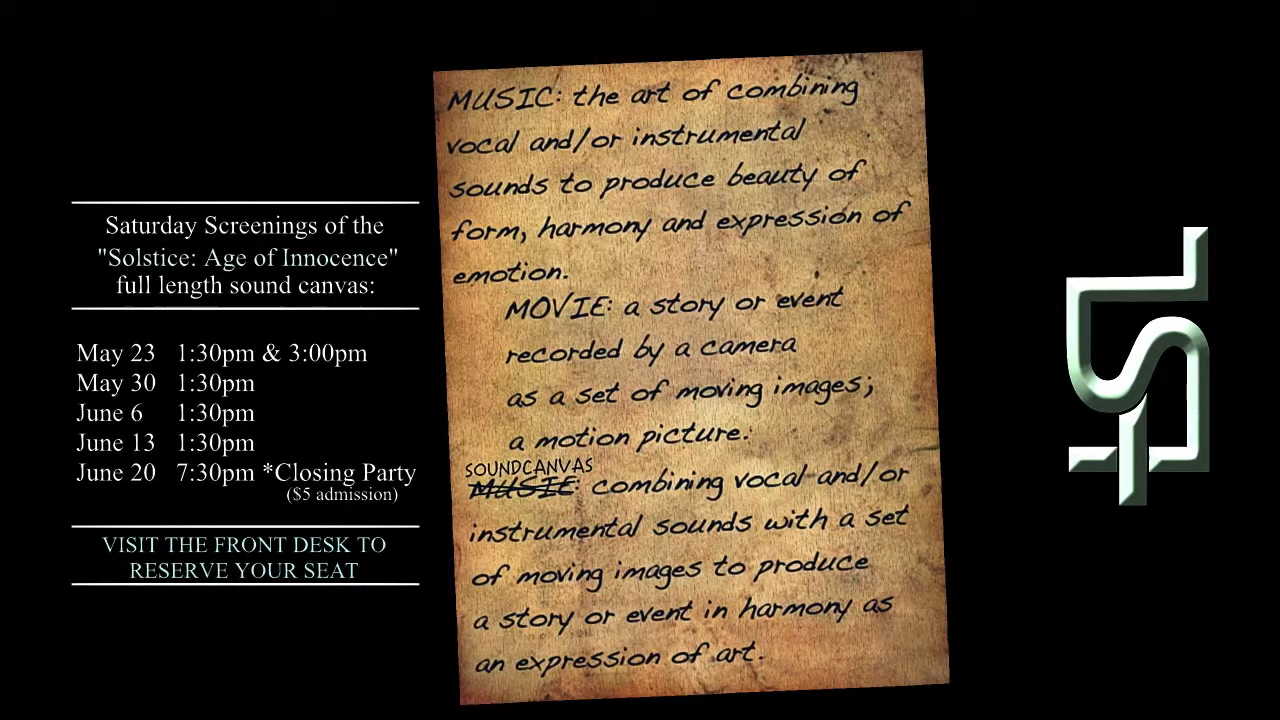 Saturday Screenings of the
"Solstice: Age of Innocence"
full length sound canvas:
May 23 1:30pm & 3:00pm
May 30 1:30pm
June 6 1:30pm
June 13 1:30pm
June 20 7:30pm *Closing Party
($5 admission)
VISIT THE FRONT DESK TO
RESERVE YOUR SEAT
MUSIC: the art of combining
vocal and/or instrumental
sounds to produce beauty of
form, harmony and expression of
emotion.
MOVIE: a story or event
recorded by a camera
as a set of moving images;
a motion picture.
SOUNDCANVAS
MUSIC: combining vocal and/or
instrumental sounds with a set
of moving images to produce
a story or event in harmony as
an expression of art.